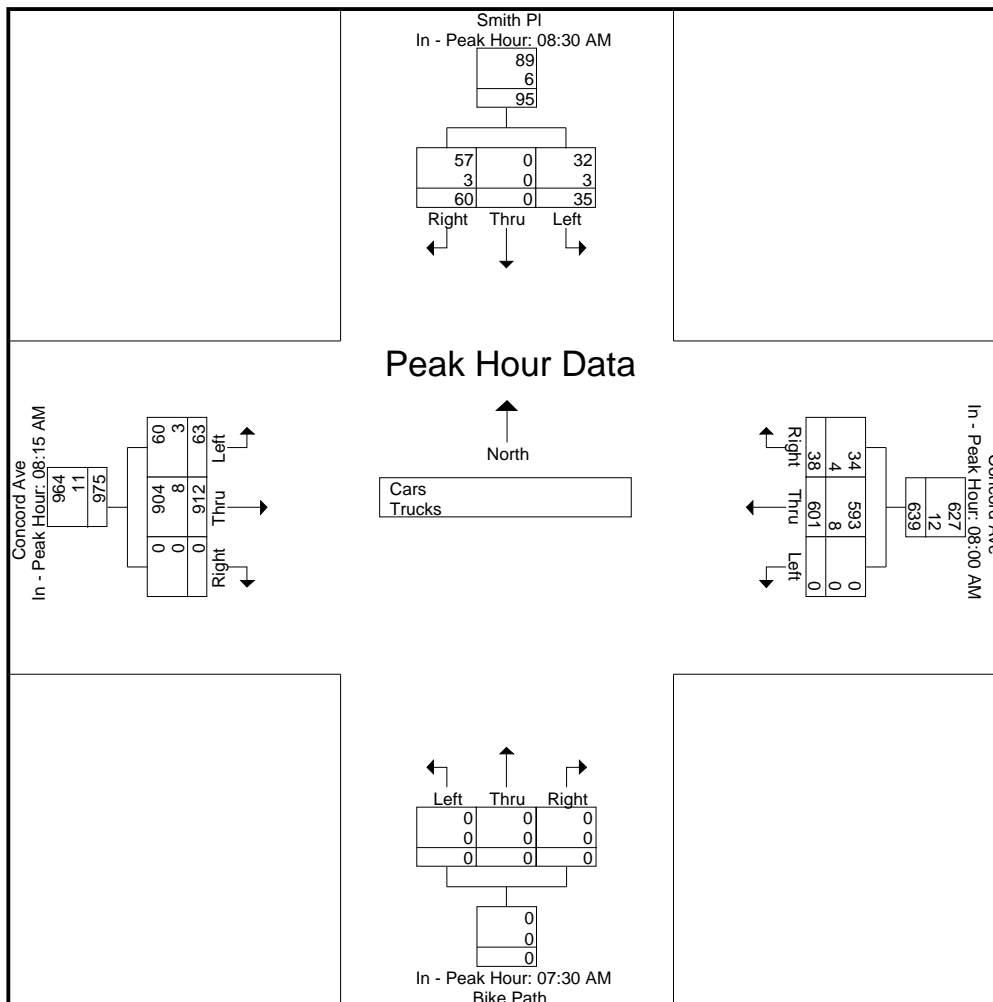 Smith Pl
In - Peak Hour: 08:30 AM
89
6
95
57 0 32
3 0 3
60 0 35
Right Thru Left
Peak Hour Data
North
Cars
Trucks
Concord Ave
In - Peak Hour: 08:15 AM
964
11
975
60 904 0
3 8 0
63 912 0
Left Thru Right
Concord Ave
In - Peak Hour: 08:00 AM
627
12
639
34 593 0
4 8 0
38 601 0
Right Thru Left
Left Thru Right
0 0 0
0 0 0
0 0 0
0
0
0
In - Peak Hour: 07:30 AM
Bike Path